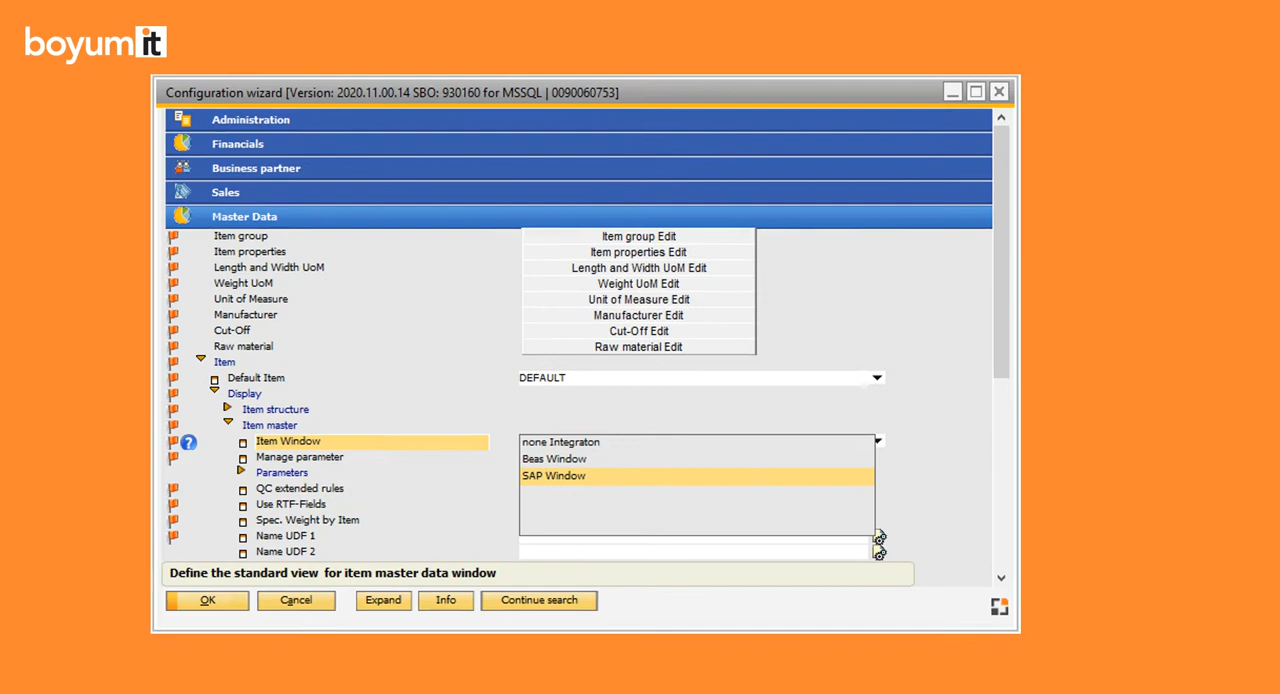 boyumit
Configuration wizard [Version: 2020.11.00.14 SBO: 930160 for MSSQL | 0090060753]
Administration
Financials
Business partner
Sales
Master Data
Item group Item group Edit
Item properties Item properties Edit
Length and Width UoM Length and Width UoM Edit
Weight UoM Weight UoM Edit
Unit of Measure Unit of Measure Edit
Manufacturer Manufacturer Edit
Cut-Off Cut-Off Edit
Raw material Raw material Edit
Item
Default Item DEFAULT
Display
Item structure
Item master
Item Window none Integraton
Manage parameter Beas Window
Parameters SAP Window
QC extended rules
Use RTF-Fields
Spec. Weight by Item
Name UDF 1
Name UDF 2
Define the standard view for item master data window
OK Cancel Expand Info Continue search